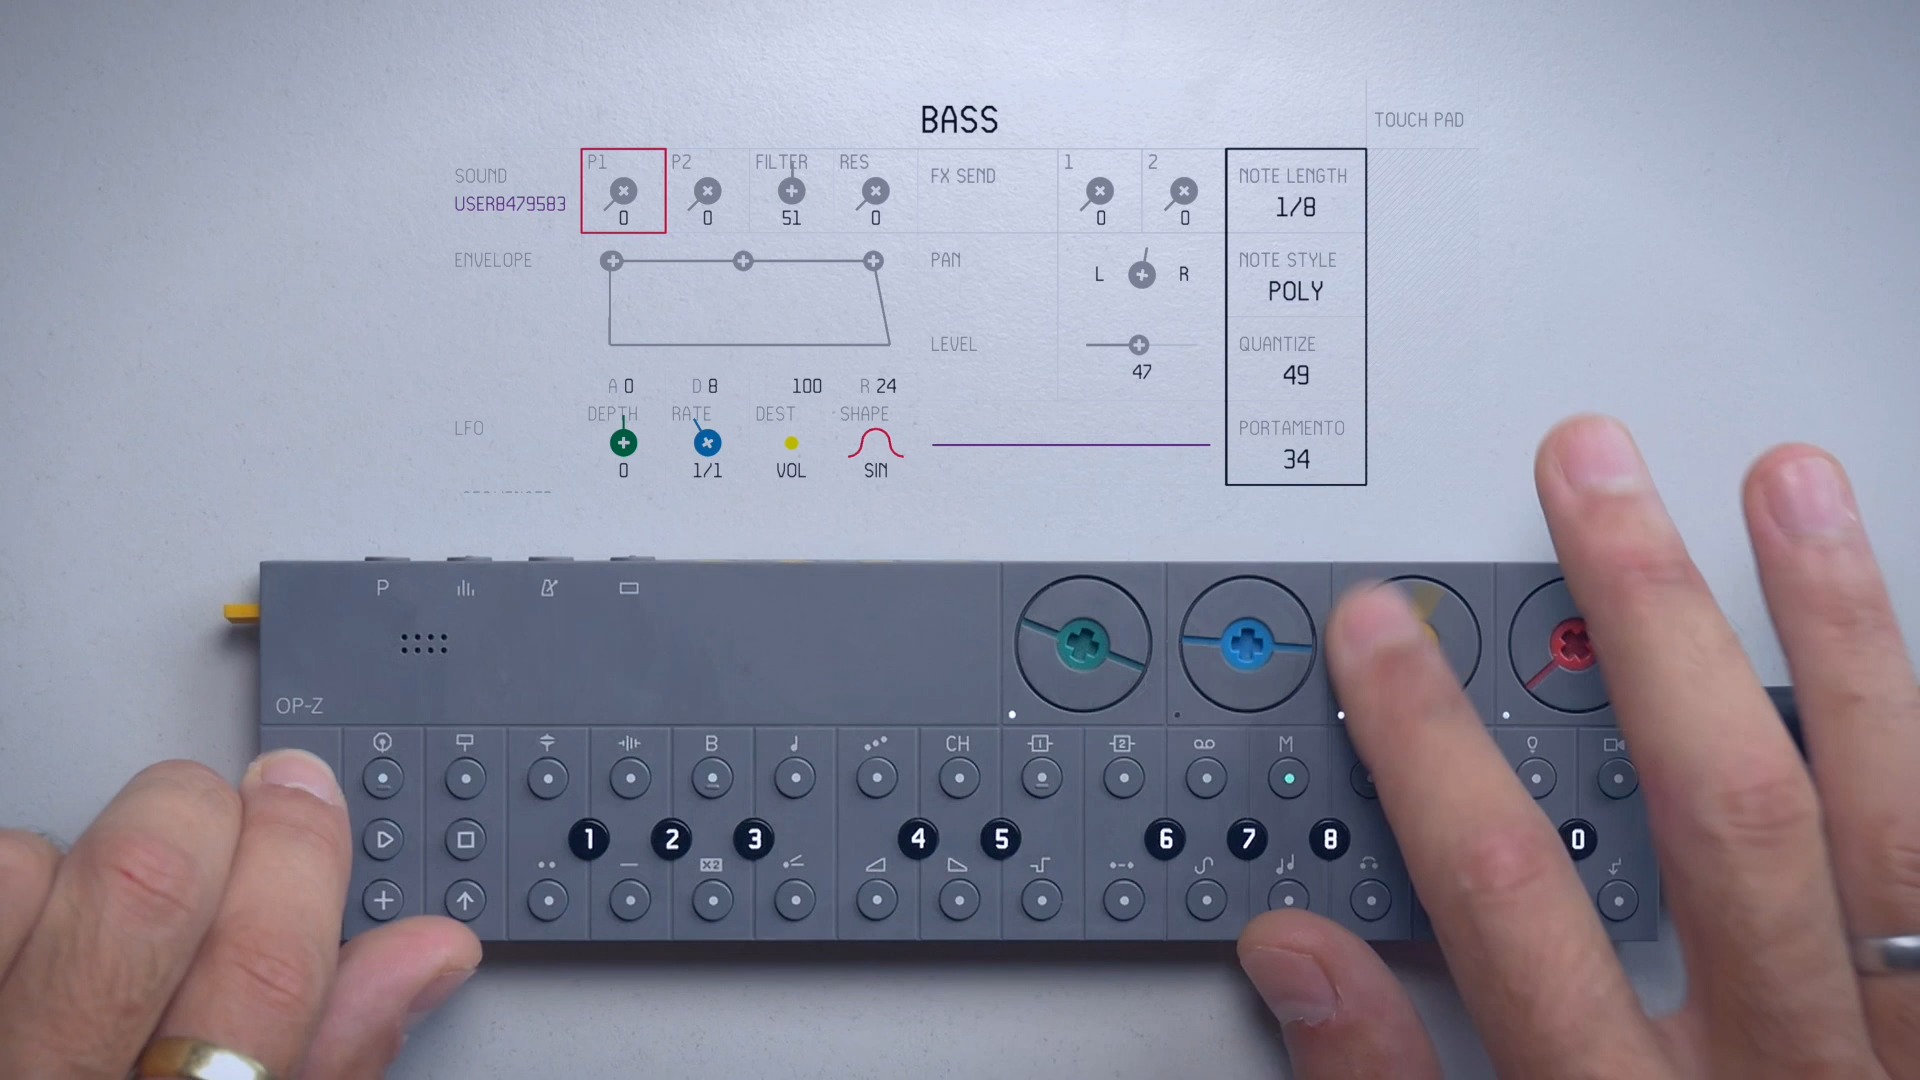 BASS
TOUCH PAD
SOUND
USER8479583
P1
0
P2
0
FILTER
51
RES
0
FX SEND
1
0
2
0
NOTE LENGTH
1/8
ENVELOPE
PAN
L
R
NOTE STYLE
POLY
LEVEL
47
QUANTIZE
49
A 0
D 8
100
R 24
LFO
DEPTH
0
RATE
1/1
DEST
VOL
SHAPE
SIN
PORTAMENTO
34
P
OP-Z
B
CH
1
2
M
1
2
3
4
5
6
7
8
0
X2